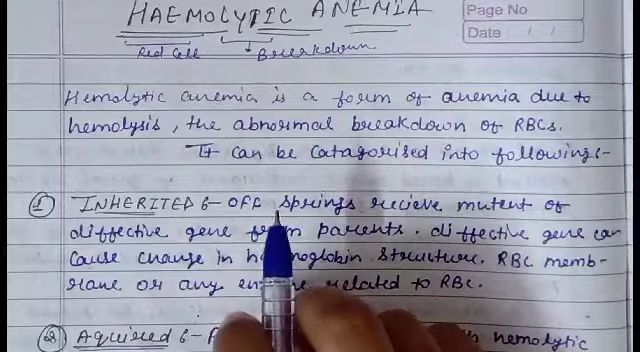 HAEMOLYTIC ANEMIA
Page No
Date / /
Red Cell Breakdown
Hemolytic anemia is a form of anemia due to
hemolysis, the abnormal breakdown of RBCs.
It can be catagorised into following:-
① INHERITED :- OFF Springs recieve mutent of
diffective gene from parents. diffective gene can
cause change in structure. RBC memb-
rane or any related to RBC.
② Aquired :- hemolytic